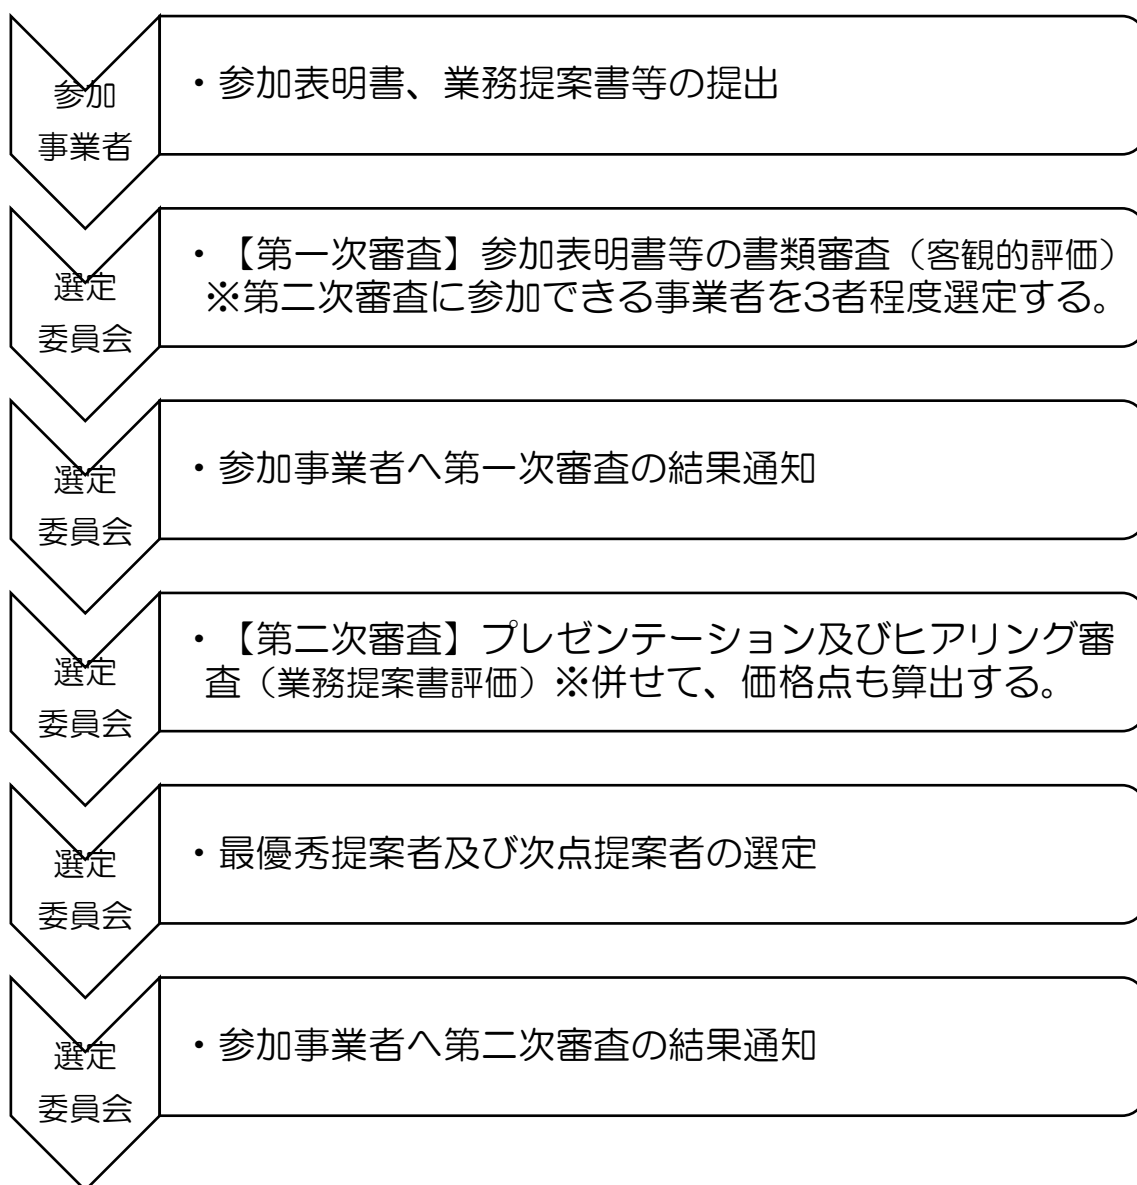 参加
事業者
・参加表明書、業務提案書等の提出
選定
委員会
・【第一次審査】参加表明書等の書類審査（客観的評価）
※第二次審査に参加できる事業者を3者程度選定する。
選定
委員会
・参加事業者へ第一次審査の結果通知
選定
委員会
・【第二次審査】プレゼンテーション及びヒアリング審
査（業務提案書評価）※併せて、価格点も算出する。
選定
委員会
・最優秀提案者及び次点提案者の選定
選定
委員会
・参加事業者へ第二次審査の結果通知